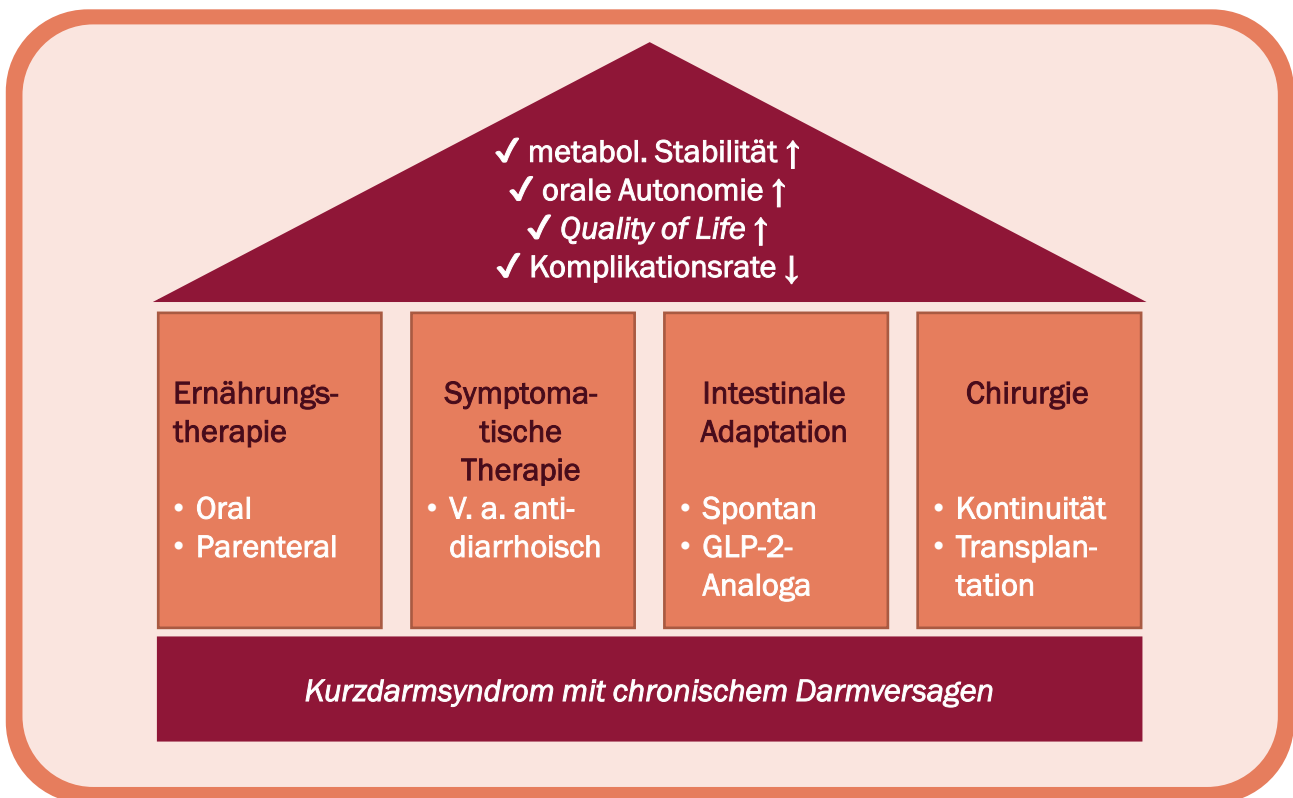 ✔ metabol. Stabilität ↑
✔ orale Autonomie ↑
✔ Quality of Life ↑
✔ Komplikationsrate ↓
Ernährungs-
therapie
• Oral
• Parenteral
Symptoma-
tische
Therapie
• V. a. anti-
diarrhoisch
Intestinale
Adaptation
• Spontan
• GLP-2-
Analoga
Chirurgie
• Kontinuität
• Transplan-
tation
Kurzdarmsyndrom mit chronischem Darmversagen